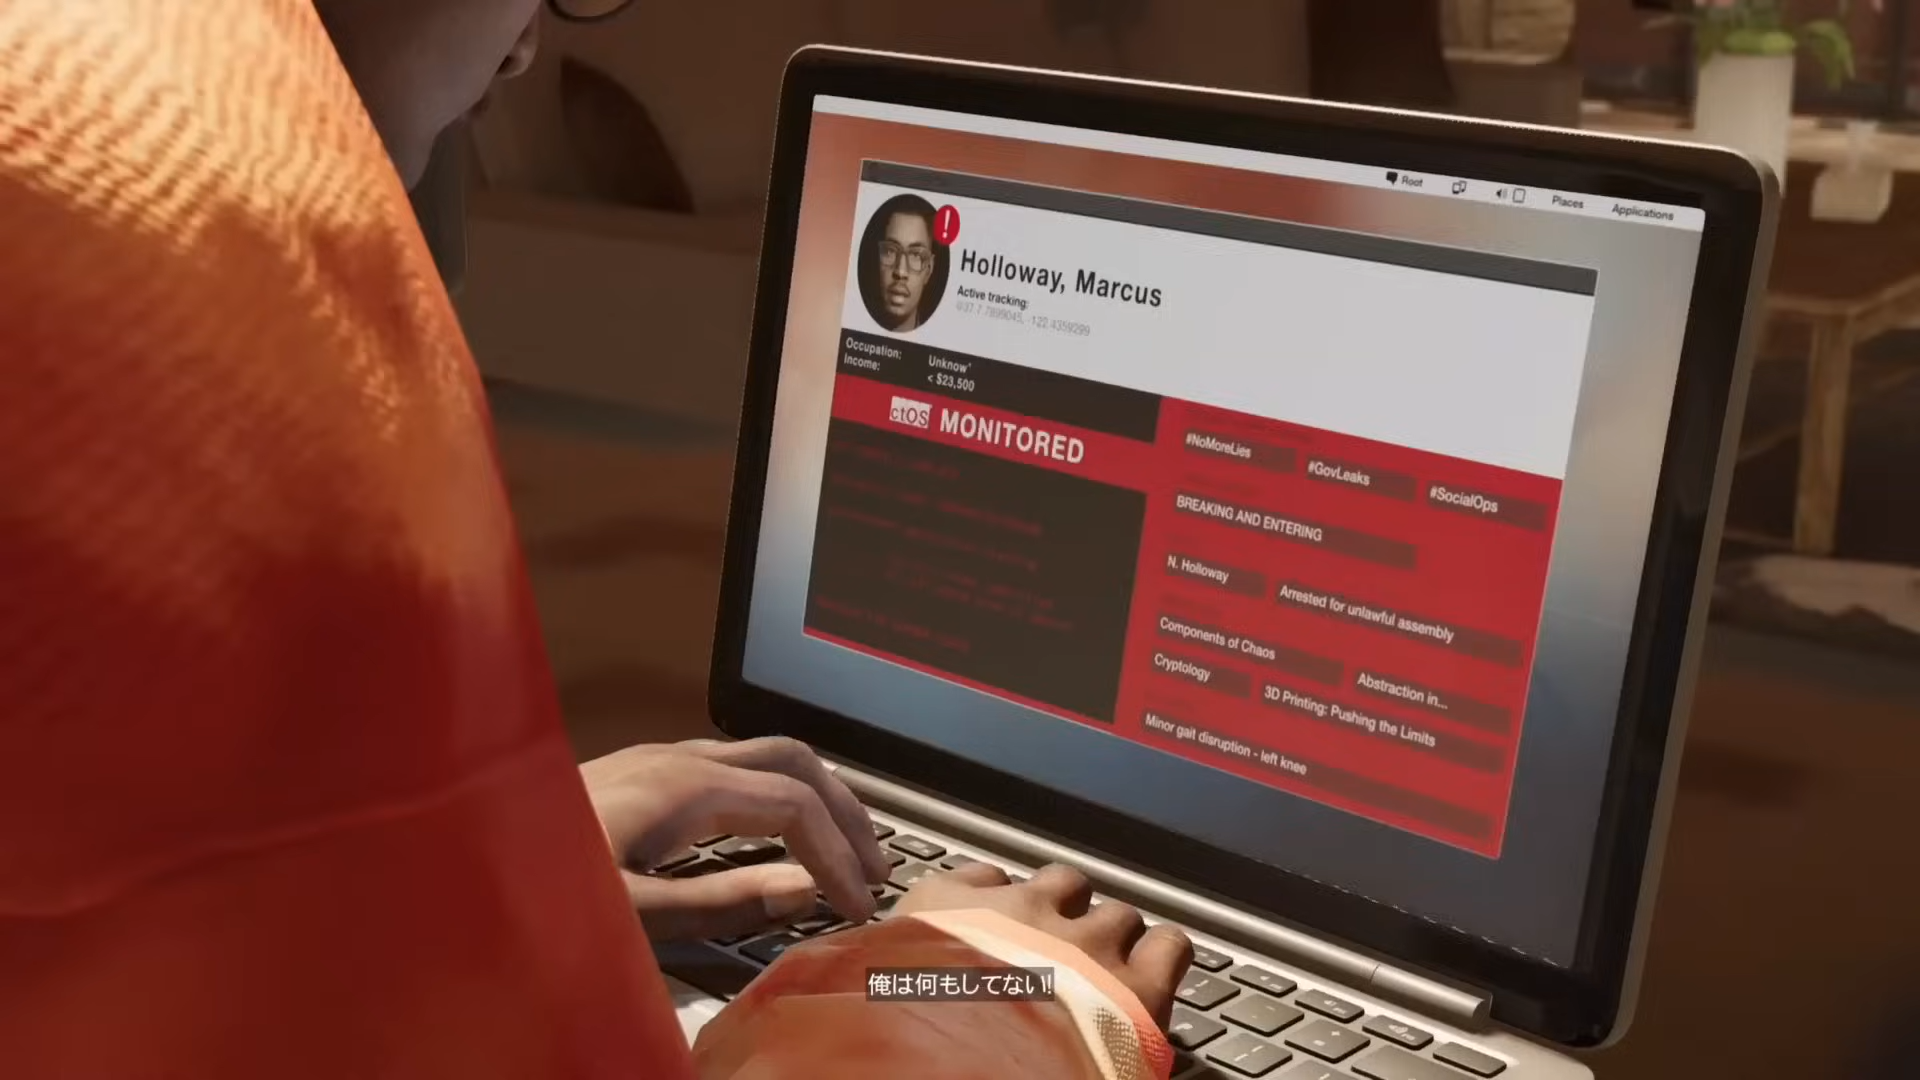 Root
Places
Applications
Holloway, Marcus
Active tracking:
Occupation: Unknow
Income: < $23,500
ctOS MONITORED
#NoMoreLies
#GovLeaks
#SocialOps
BREAKING AND ENTERING
N. Holloway
Arrested for unlawful assembly
Components of Chaos
Abstraction in...
Cryptology
3D Printing: Pushing the Limits
Minor gait disruption - left knee
俺は何もしてない!